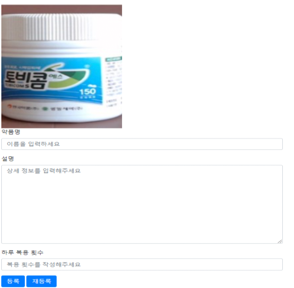 토비콤
150
약품명
이름을 입력하세요
설명
상세 정보를 입력해주세요
하루 복용 횟수
복용 횟수를 작성해주세요
등록 재등록